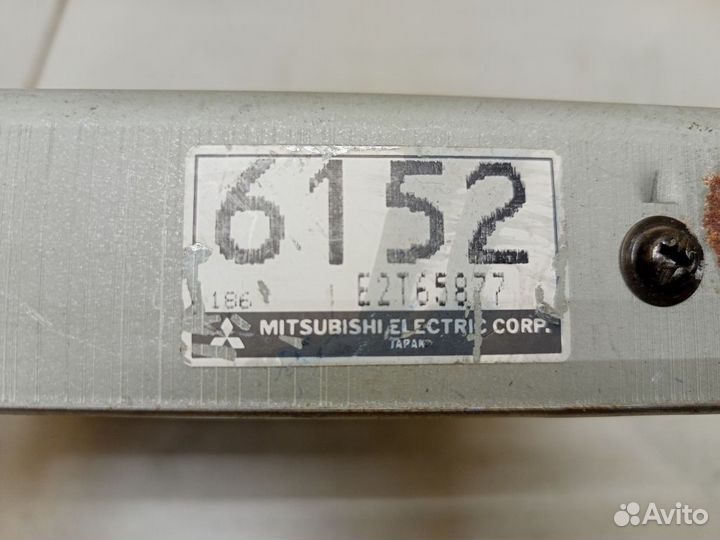 6152
186 E2T65877
MITSUBISHI ELECTRIC CORP.
JAPAN
Avito